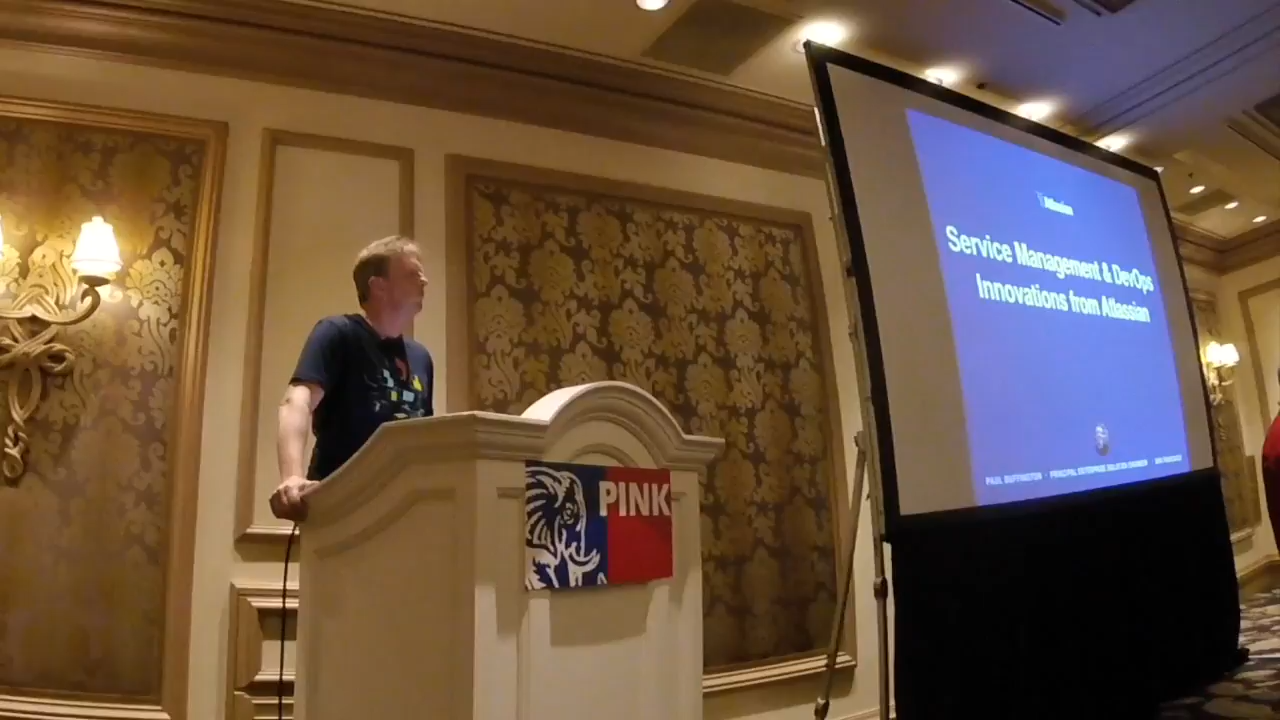 PINK
Atlassian
Service Management & DevOps
Innovations from Atlassian
PAUL BUFFINGTON · PRINCIPAL ENTERPRISE SOLUTION ENGINEER